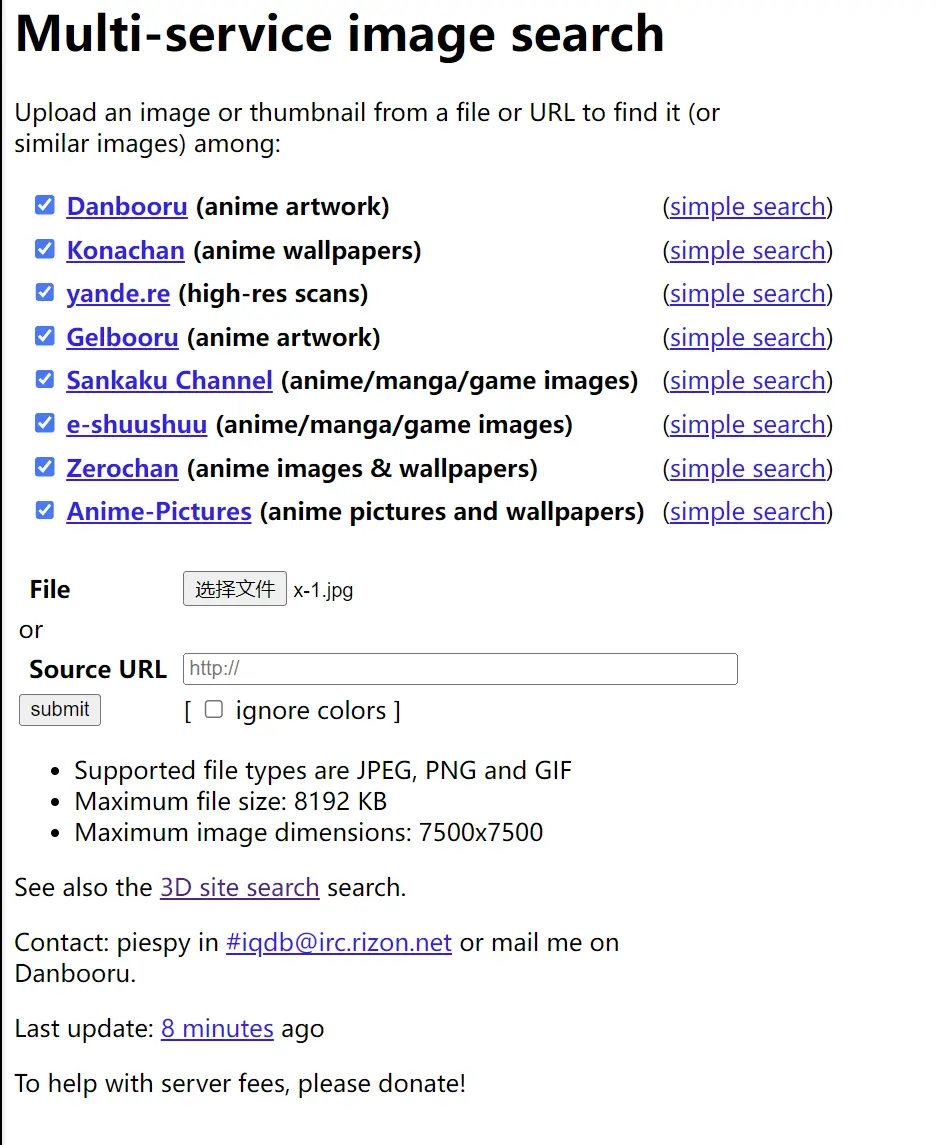 Multi-service image search
Upload an image or thumbnail from a file or URL to find it (or
similar images) among:
Danbooru (anime artwork) (simple search)
Konachan (anime wallpapers) (simple search)
yande.re (high-res scans) (simple search)
Gelbooru (anime artwork) (simple search)
Sankaku Channel (anime/manga/game images) (simple search)
e-shuushuu (anime/manga/game images) (simple search)
Zerochan (anime images & wallpapers) (simple search)
Anime-Pictures (anime pictures and wallpapers) (simple search)
File 选择文件 x-1.jpg
or
Source URL http://
submit [ ignore colors ]
• Supported file types are JPEG, PNG and GIF
• Maximum file size: 8192 KB
• Maximum image dimensions: 7500x7500
See also the 3D site search search.
Contact: piespy in #iqdb@irc.rizon.net or mail me on
Danbooru.
Last update: 8 minutes ago
To help with server fees, please donate!